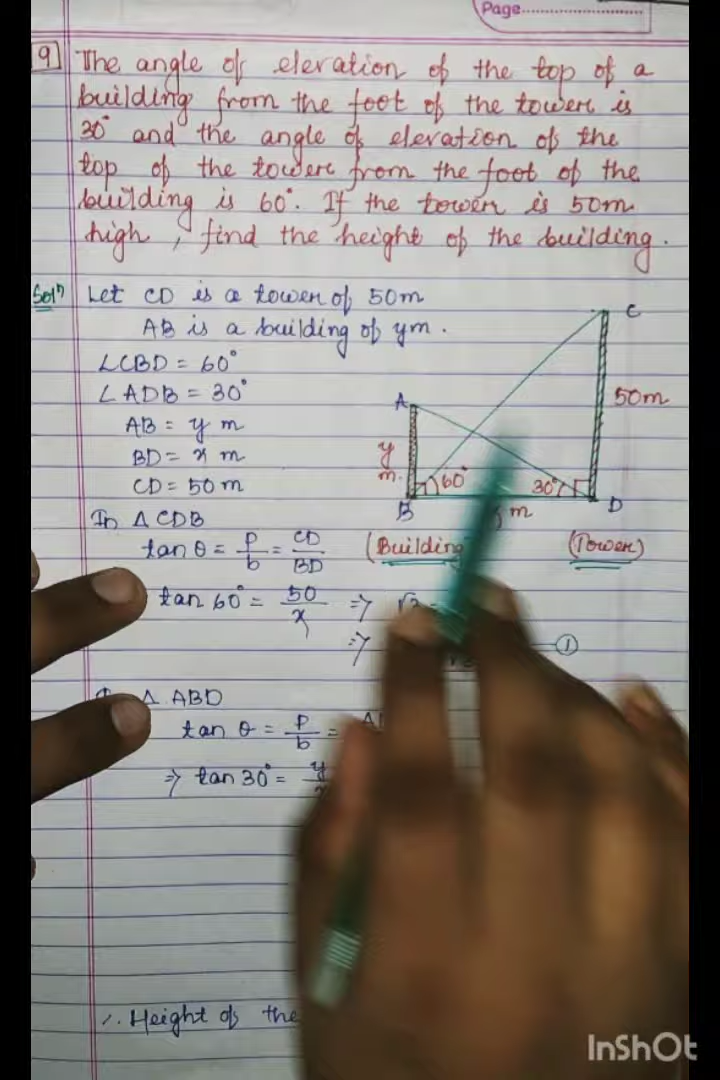 Page
9 The angle of elevation of the top of a
building from the foot of the tower is
30° and the angle of elevation of the
top of the tower from the foot of the
building is 60°. If the tower is 50m
high, find the height of the building.
Solⁿ Let CD is a tower of 50m
AB is a building of ym.
∠CBD = 60°
∠ADB = 30°
AB = y m
BD = x m
CD = 50 m
C
A
50m
y
m
60°
30°
B
m
D
(Building
(Tower)
In △CDB
tan θ = P/b = CD/BD
tan 60° = 50/x ⇒
⇒ ①
△ ABD
tan θ = P/b =
⇒ tan 30° = y
∴ Height of the
InShOt